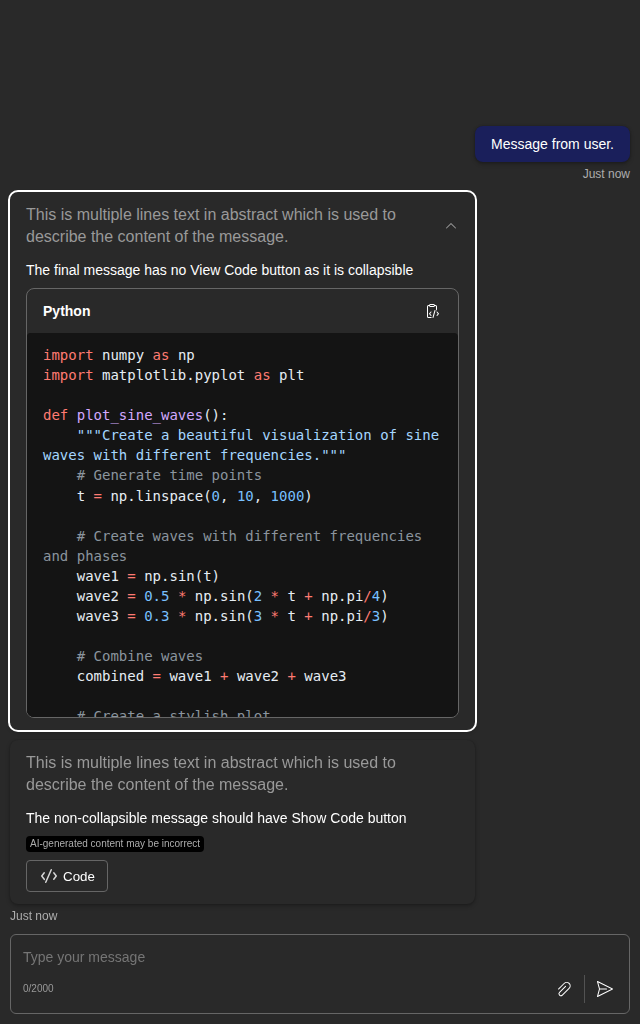 Message from user.
Just now
This is multiple lines text in abstract which is used to
describe the content of the message.
The final message has no View Code button as it is collapsible
Python
import numpy as np
import matplotlib.pyplot as plt
def plot_sine_waves():
"""Create a beautiful visualization of sine
waves with different frequencies."""
# Generate time points
t = np.linspace(0, 10, 1000)
# Create waves with different frequencies
and phases
wave1 = np.sin(t)
wave2 = 0.5 * np.sin(2 * t + np.pi/4)
wave3 = 0.3 * np.sin(3 * t + np.pi/3)
# Combine waves
combined = wave1 + wave2 + wave3
# Create a stylish plot
This is multiple lines text in abstract which is used to
describe the content of the message.
The non-collapsible message should have Show Code button
AI-generated content may be incorrect
Code
Just now
Type your message
0/2000